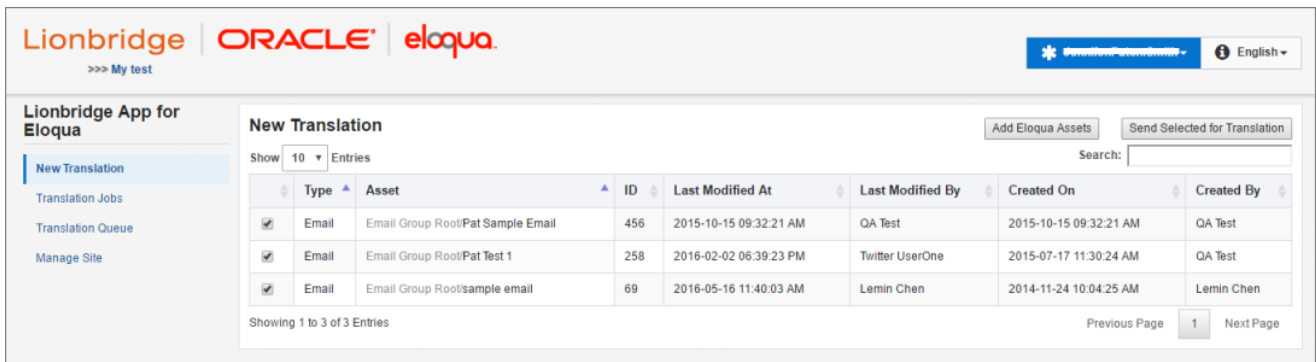 Lionbridge ORACLE eloqua.
>>> My test
English
Lionbridge App for
Eloqua
New Translation
Translation Jobs
Translation Queue
Manage Site
New Translation
Add Eloqua Assets Send Selected for Translation
Show 10 Entries
Search:
Type Asset ID Last Modified At Last Modified By Created On Created By
Email Email Group Root/Pat Sample Email 456 2015-10-15 09:32:21 AM QA Test 2015-10-15 09:32:21 AM QA Test
Email Email Group Root/Pat Test 1 258 2016-02-02 06:39:23 PM Twitter UserOne 2015-07-17 11:30:24 AM QA Test
Email Email Group Root/sample email 69 2016-05-16 11:40:03 AM Lemin Chen 2014-11-24 10:04:25 AM Lemin Chen
Showing 1 to 3 of 3 Entries
Previous Page 1 Next Page